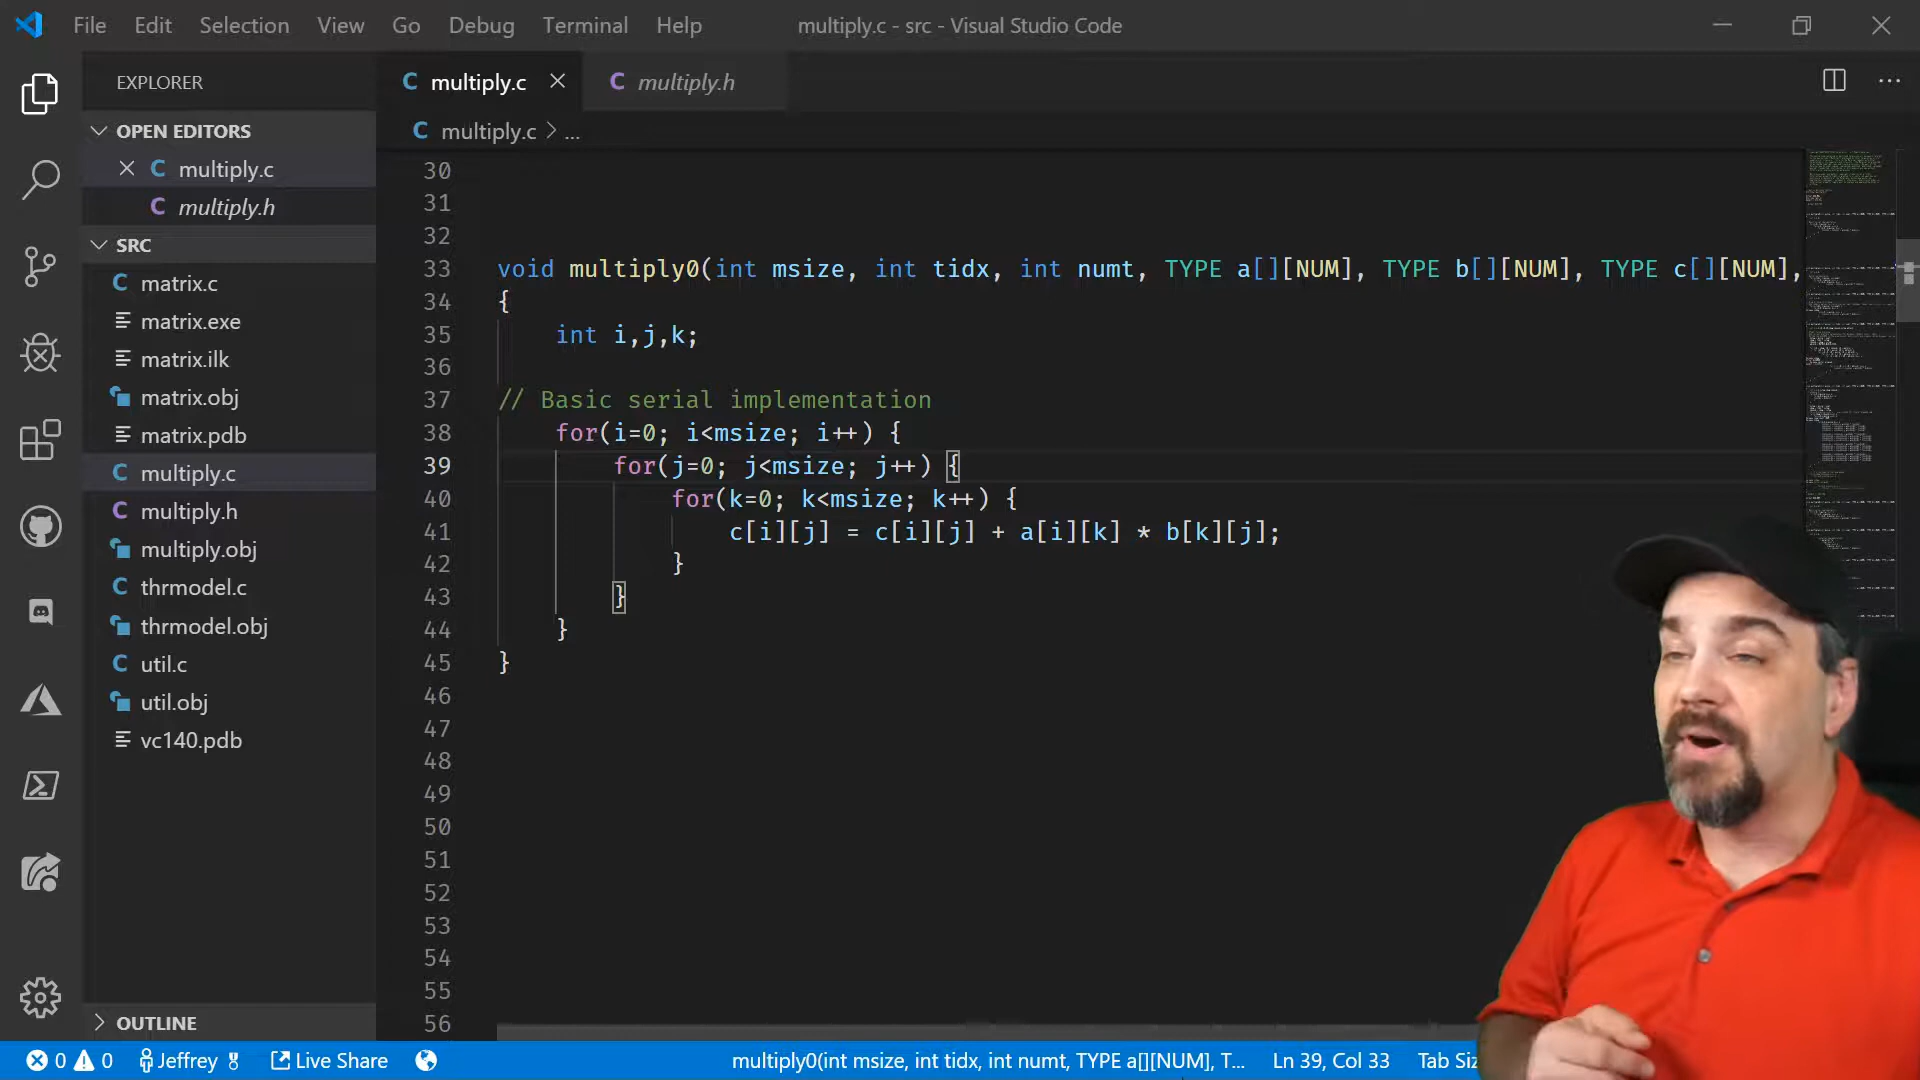 File Edit Selection View Go Debug Terminal Help multiply.c - src - Visual Studio Code
EXPLORER
OPEN EDITORS
multiply.c
multiply.h
SRC
matrix.c
matrix.exe
matrix.ilk
matrix.obj
matrix.pdb
multiply.c
multiply.h
multiply.obj
thrmodel.c
thrmodel.obj
util.c
util.obj
vc140.pdb
OUTLINE
C multiply.c C multiply.h
C multiply.c > ...
30
31
32
33 void multiply0(int msize, int tidx, int numt, TYPE a[][NUM], TYPE b[][NUM], TYPE c[][NUM],
34 {
35 int i,j,k;
36
37 // Basic serial implementation
38 for(i=0; i<msize; i++) {
39 for(j=0; j<msize; j++) {
40 for(k=0; k<msize; k++) {
41 c[i][j] = c[i][j] + a[i][k] * b[k][j];
42 }
43 }
44 }
45 }
46
47
48
49
50
51
52
53
54
55
56
0 0 Jeffrey Live Share multiply0(int msize, int tidx, int numt, TYPE a[][NUM], T... Ln 39, Col 33 Tab Siz